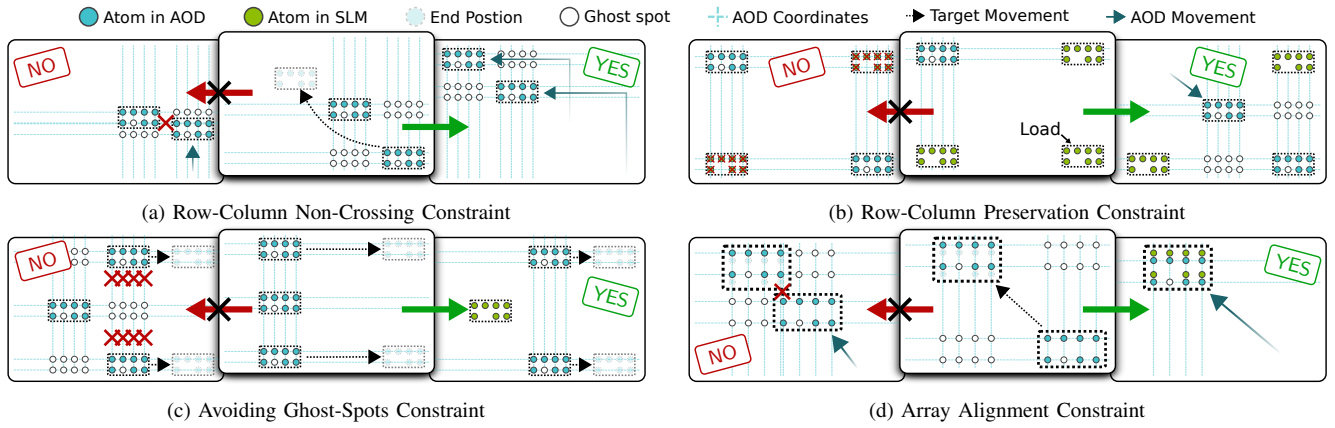 Atom in AOD Atom in SLM End Postion Ghost spot AOD Coordinates Target Movement AOD Movement
NO YES
NO YES
Load
(a) Row-Column Non-Crossing Constraint
(b) Row-Column Preservation Constraint
NO YES
NO YES
(c) Avoiding Ghost-Spots Constraint
(d) Array Alignment Constraint